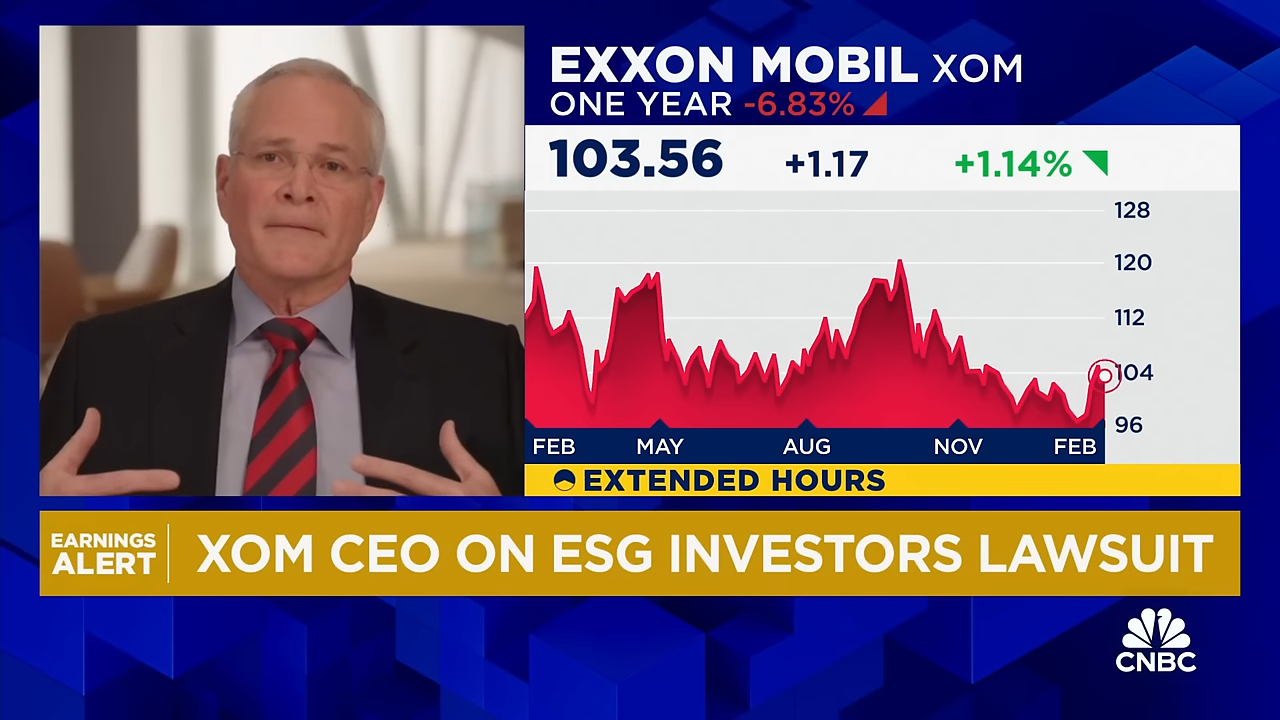 EXXON MOBIL XOM
ONE YEAR -6.83%
103.56 +1.17 +1.14%
128
120
112
104
96
FEB MAY AUG NOV FEB
EXTENDED HOURS
EARNINGS
ALERT
XOM CEO ON ESG INVESTORS LAWSUIT
CNBC